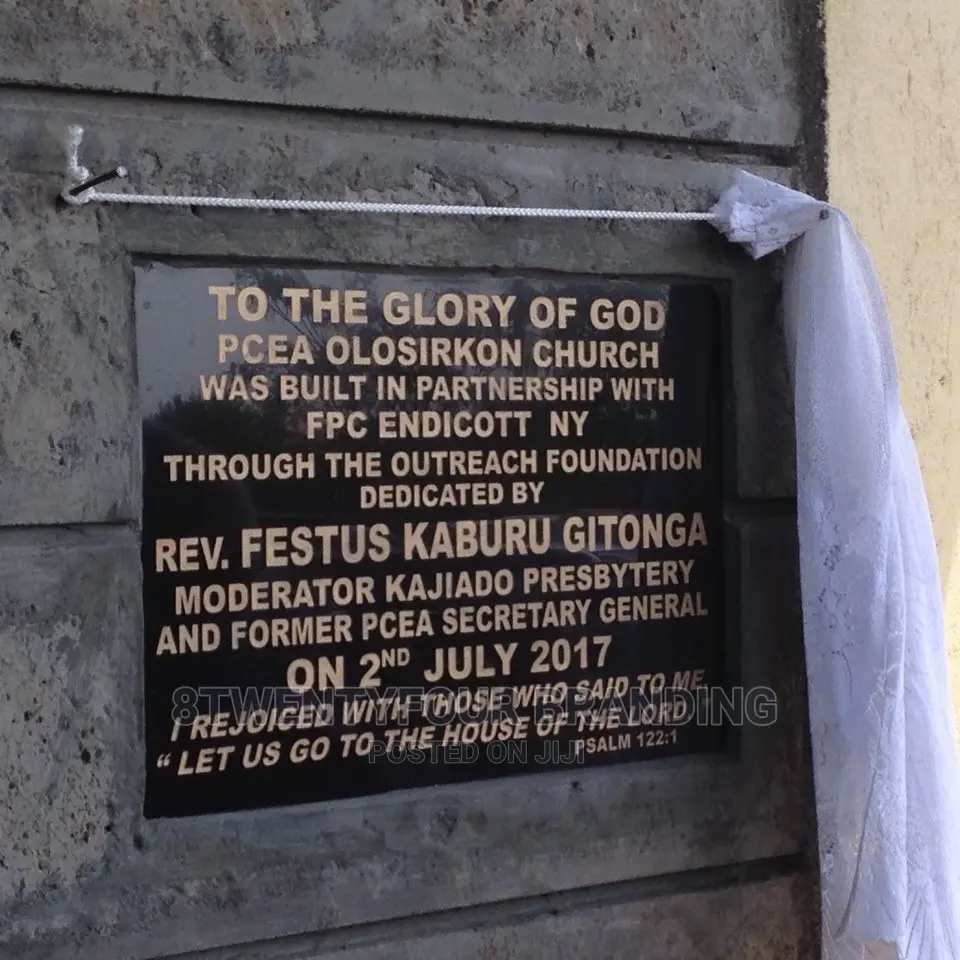 TO THE GLORY OF GOD
PCEA OLOSIRKON CHURCH
WAS BUILT IN PARTNERSHIP WITH
FPC ENDICOTT NY
THROUGH THE OUTREACH FOUNDATION
DEDICATED BY
REV. FESTUS KABURU GITONGA
MODERATOR KAJIADO PRESBYTERY
AND FORMER PCEA SECRETARY GENERAL
ON 2ND JULY 2017
I REJOICED WITH THOSE WHO SAID TO ME
8TWENTYFOUR BRANDING
“ LET US GO TO THE HOUSE OF THE LORD
PSALM 122:1
POSTED ON JIJI